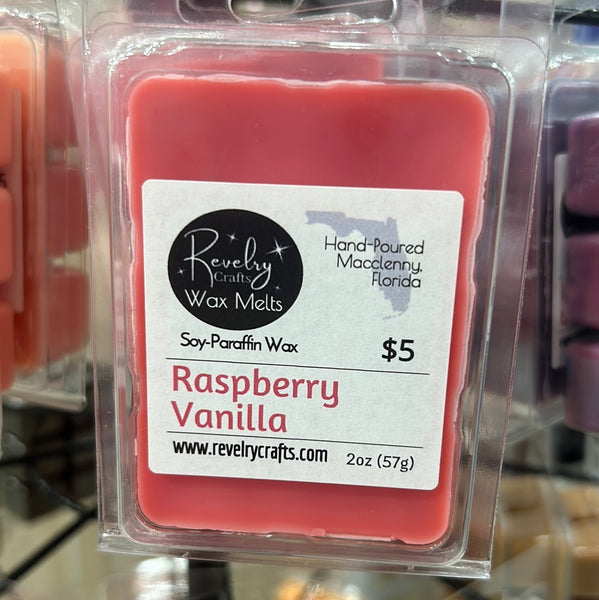 Revelry
Crafts
Wax Melts
Hand-Poured
Macclenny,
Florida
Soy-Paraffin Wax
$5
Raspberry
Vanilla
www.revelrycrafts.com
2oz (57g)